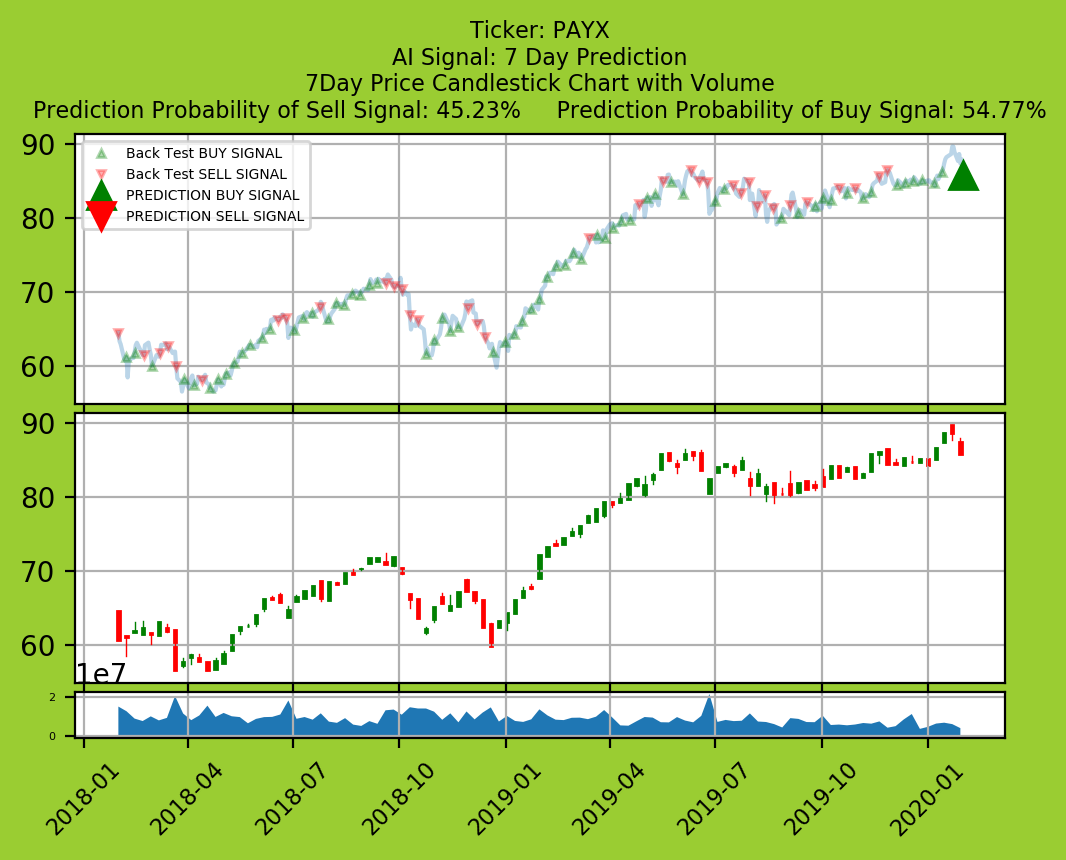 Ticker: PAYX
AI Signal: 7 Day Prediction
7Day Price Candlestick Chart with Volume
Prediction Probability of Sell Signal: 45.23%     Prediction Probability of Buy Signal: 54.77%
90
80
70
60
Back Test BUY SIGNAL
Back Test SELL SIGNAL
PREDICTION BUY SIGNAL
PREDICTION SELL SIGNAL
90
80
70
60
1e7
2
0
2018-01
2018-04
2018-07
2018-10
2019-01
2019-04
2019-07
2019-10
2020-01